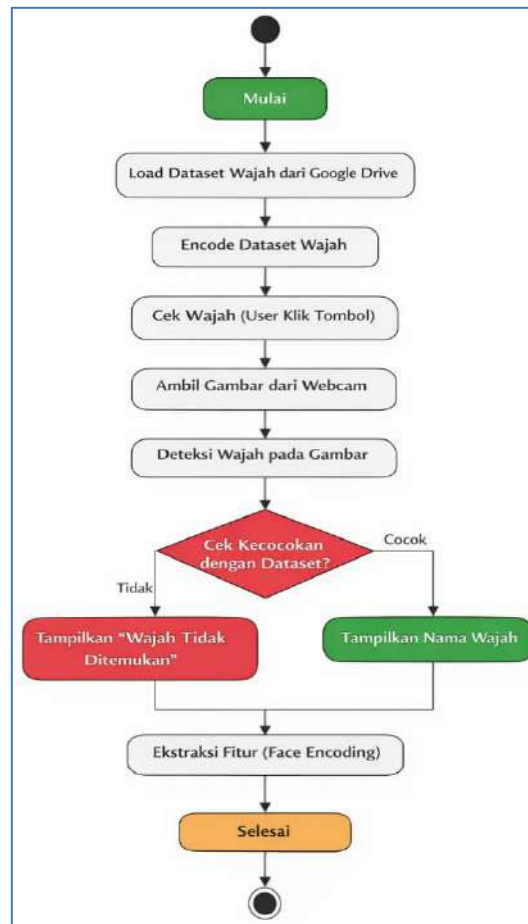 Mulai
Load Dataset Wajah dari Google Drive
Encode Dataset Wajah
Cek Wajah (User Klik Tombol)
Ambil Gambar dari Webcam
Deteksi Wajah pada Gambar
Cek Kecocokan
dengan Dataset?
Cocok
Tidak
Tampilkan “Wajah Tidak
Ditemukan”
Tampilkan Nama Wajah
Ekstraksi Fitur (Face Encoding)
Selesai